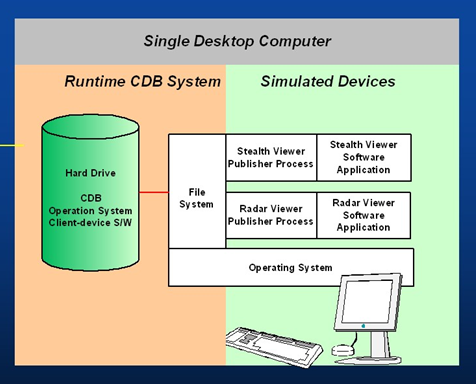 Single Desktop Computer
Runtime CDB System
Simulated Devices
Hard Drive
CDB
Operation System
Client-device S/W
File
System
Stealth Viewer
Publisher Process
Stealth Viewer
Software
Application
Radar Viewer
Publisher Process
Radar Viewer
Software
Application
Operating System